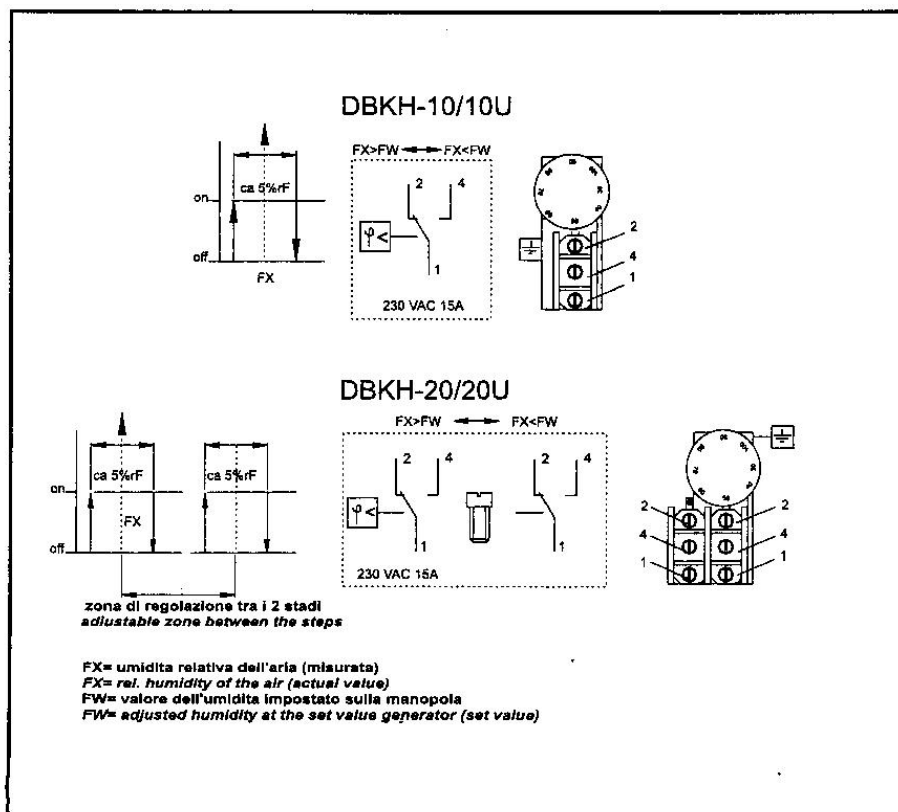 DBKH-10/10U
FX>FW FX<FW
ca 5%rF
on
off
FX
2 4
φ <
1
230 VAC 15A
2
4
1
DBKH-20/20U
FX>FW FX<FW
ca 5%rF ca 5%rF
on
FX
off
2 4 2 4
φ <
1 1
230 VAC 15A
2 2
4 4
1 1
zona di regolazione tra i 2 stadi
adjustable zone between the steps
FX= umidita relativa dell'aria (misurata)
FX= rel. humidity of the air (actual value)
FW= valore dell'umidita impostato sulla manopola
FW= adjusted humidity at the set value generator (set value)